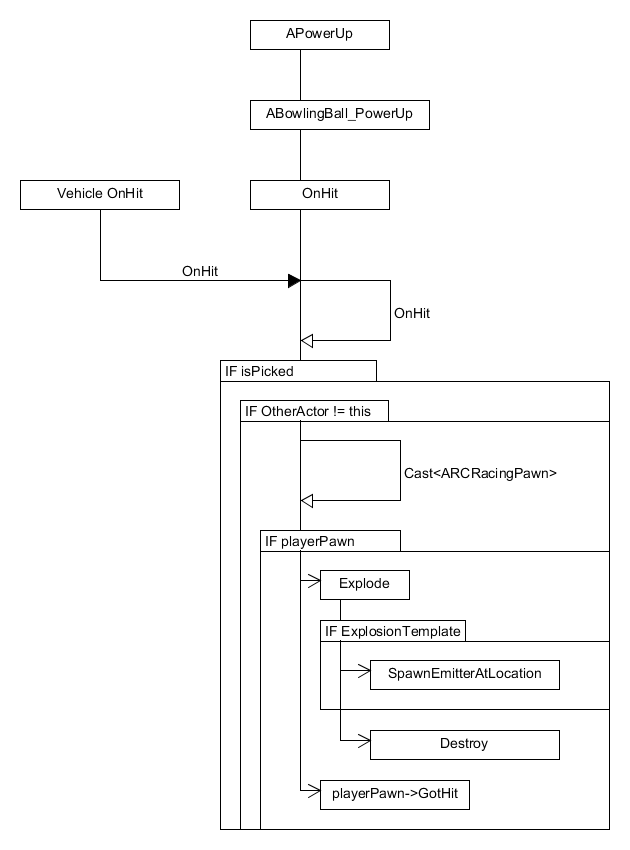 APowerUp
ABowlingBall_PowerUp
Vehicle OnHit
OnHit
OnHit
OnHit
IF isPicked
IF OtherActor != this
Cast<ARCRacingPawn>
IF playerPawn
Explode
IF ExplosionTemplate
SpawnEmitterAtLocation
Destroy
playerPawn->GotHit